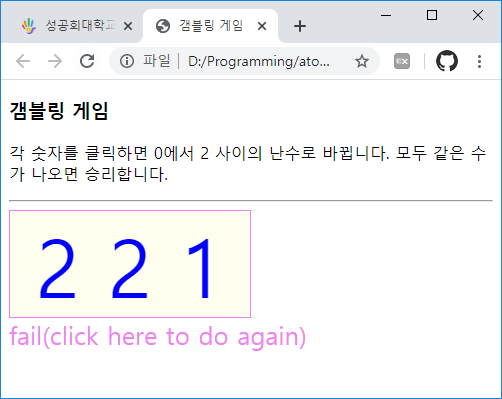 성공회대학교
갬블링 게임
파일
D:/Programming/ato...
EX
갬블링 게임
각 숫자를 클릭하면 0에서 2 사이의 난수로 바뀝니다. 모두 같은 수
가 나오면 승리합니다.
2 2 1
fail(click here to do again)